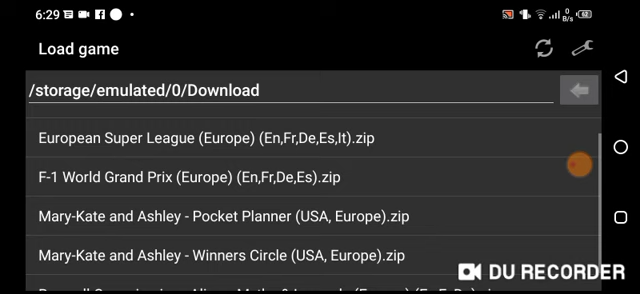 6:29
0
B/s
62
Load game
/storage/emulated/0/Download
European Super League (Europe) (En,Fr,De,Es,It).zip
F-1 World Grand Prix (Europe) (En,Fr,De,Es).zip
Mary-Kate and Ashley - Pocket Planner (USA, Europe).zip
Mary-Kate and Ashley - Winners Circle (USA, Europe).zip
DU RECORDER